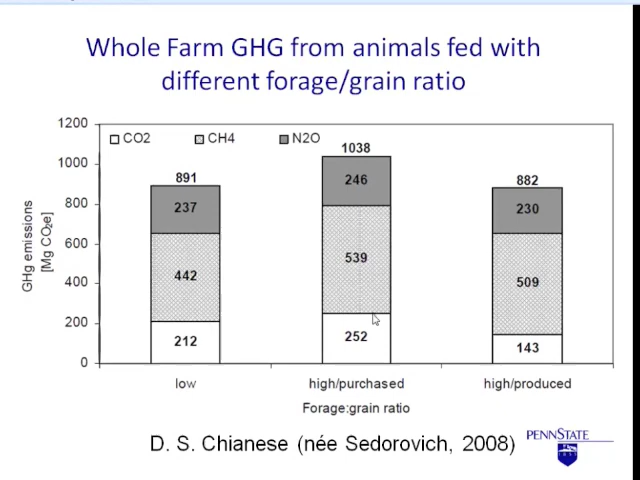 Whole Farm GHG from animals fed with
different forage/grain ratio
1200
1000
800
600
400
200
0
GHg emissions
[Mg CO2e]
CO2 CH4 N2O
891
237
442
212
1038
246
539
252
882
230
509
143
low high/purchased high/produced
Forage:grain ratio
D. S. Chianese (née Sedorovich, 2008)
PENNSTATE